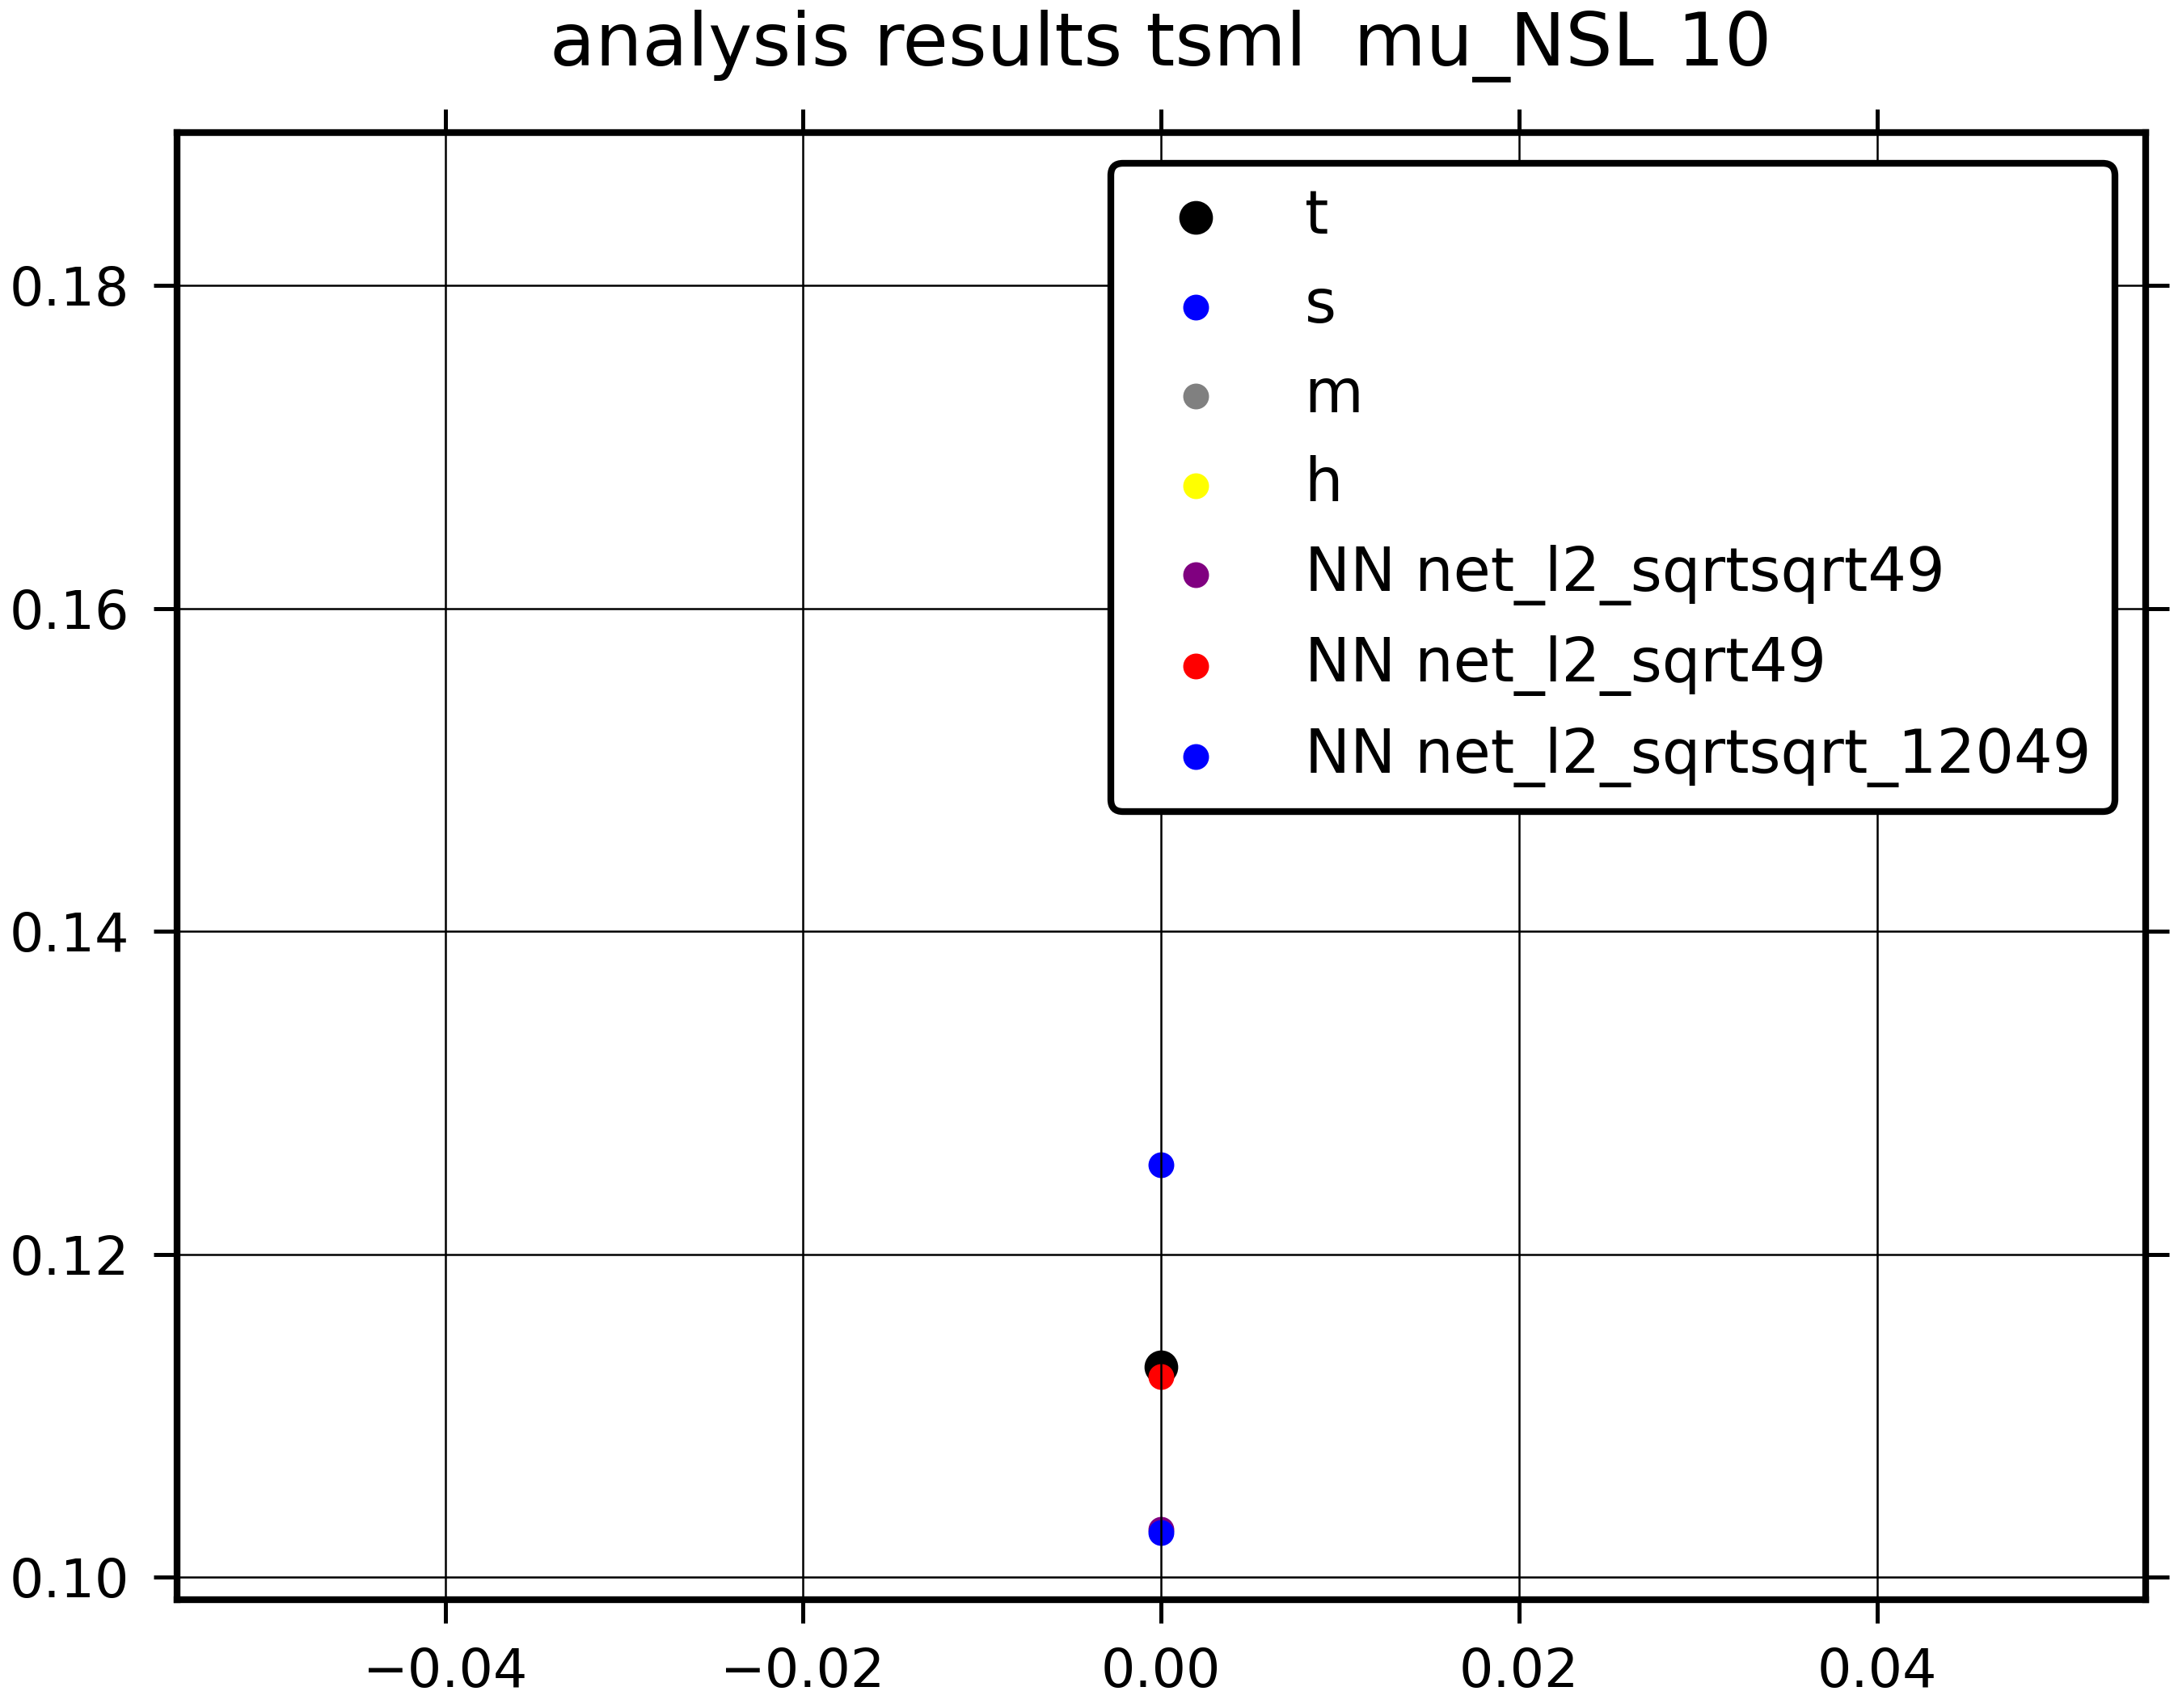 analysis results tsml  mu_NSL 10
t
s
m
h
NN net_l2_sqrtsqrt49
NN net_l2_sqrt49
NN net_l2_sqrtsqrt_12049
0.18
0.16
0.14
0.12
0.10
−0.04 −0.02 0.00 0.02 0.04